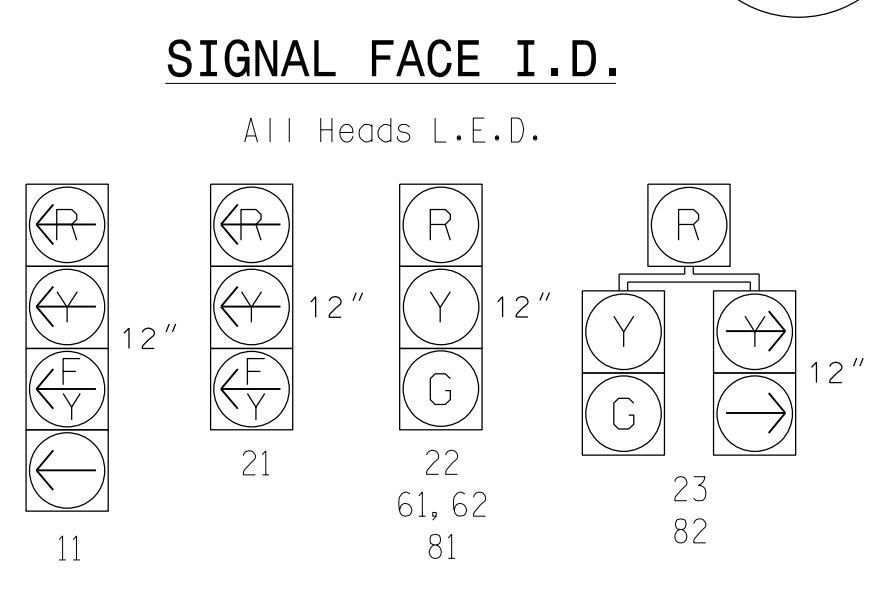 SIGNAL FACE I.D.
All Heads L.E.D.
R
Y
F
Y
12"
11
R
Y
F
Y
12"
21
R
Y
G
12"
22
61, 62
81
R
Y
Y
G
12"
23
82